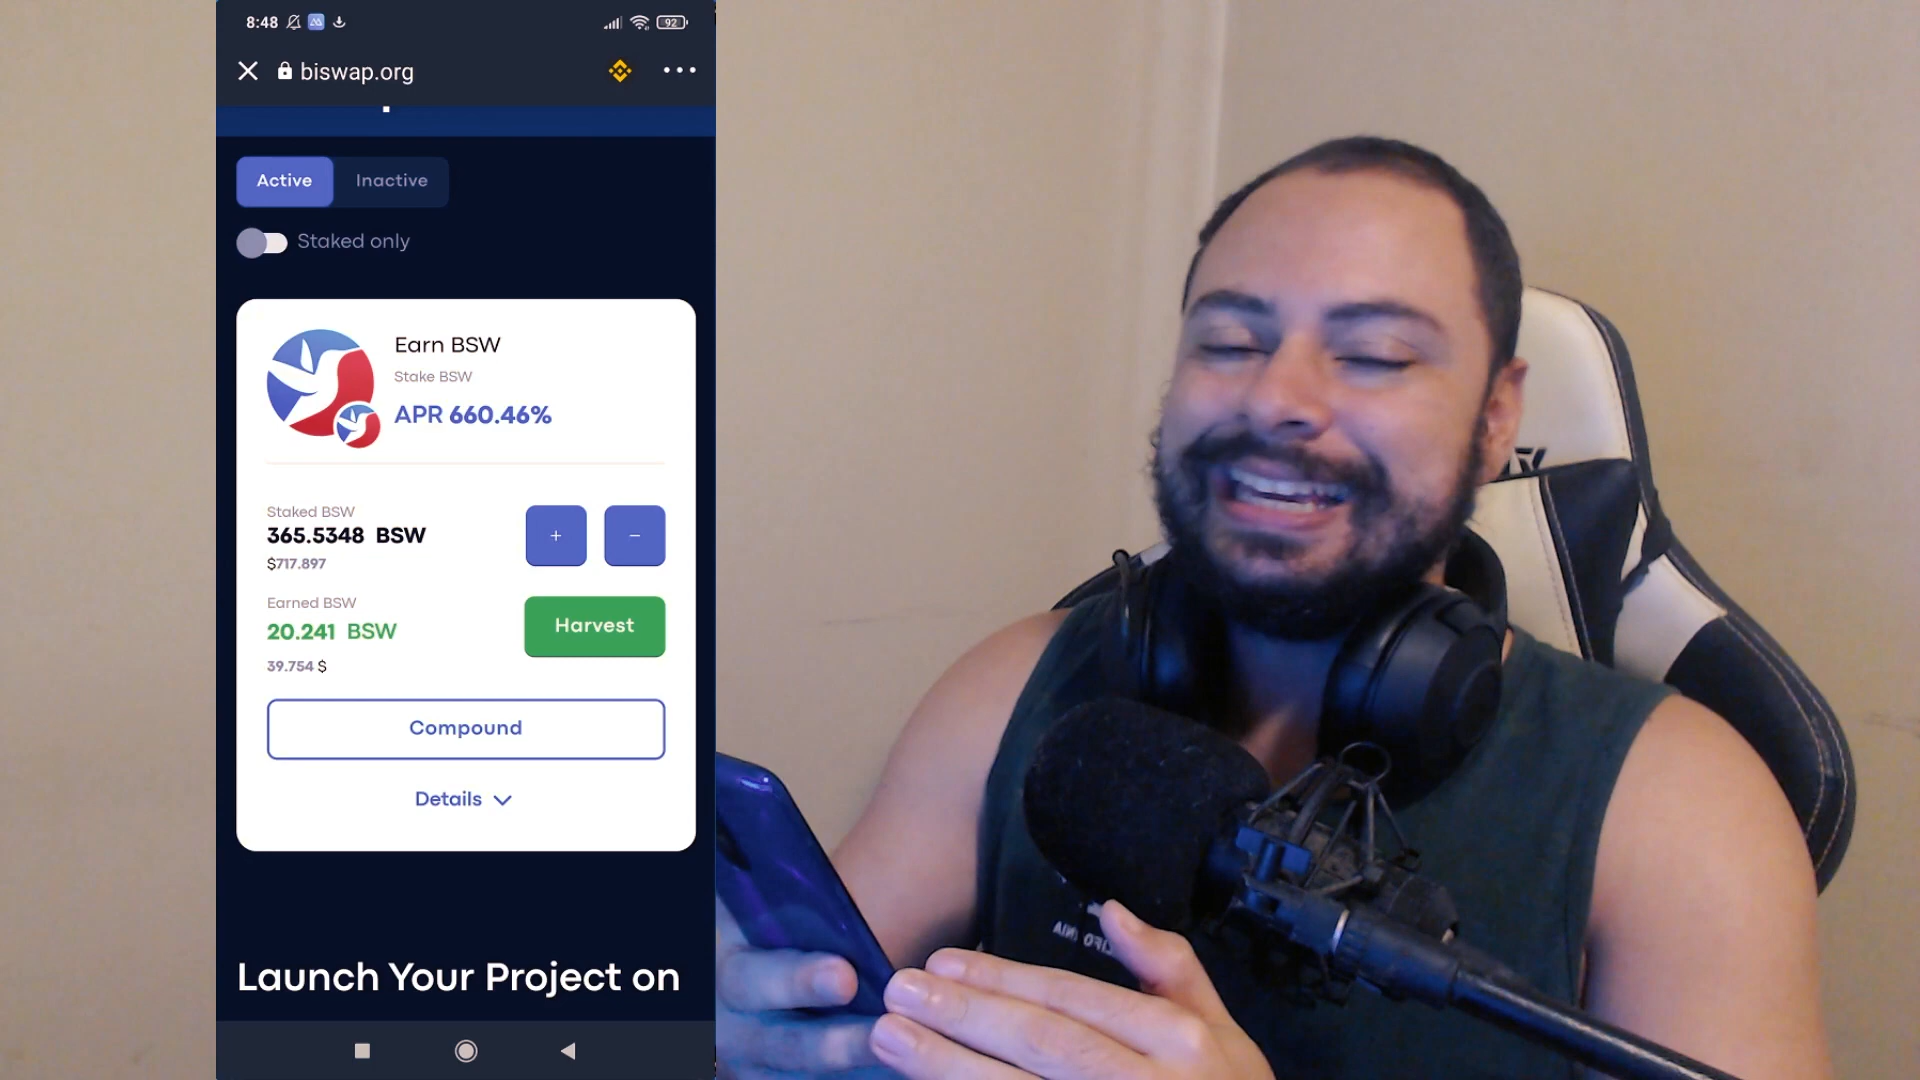 8:48
92
biswap.org
Active
Inactive
Staked only
Earn BSW
Stake BSW
APR 660.46%
Staked BSW
365.5348 BSW
+
−
$717.897
Earned BSW
20.241 BSW
Harvest
39.754 $
Compound
Details
Launch Your Project on